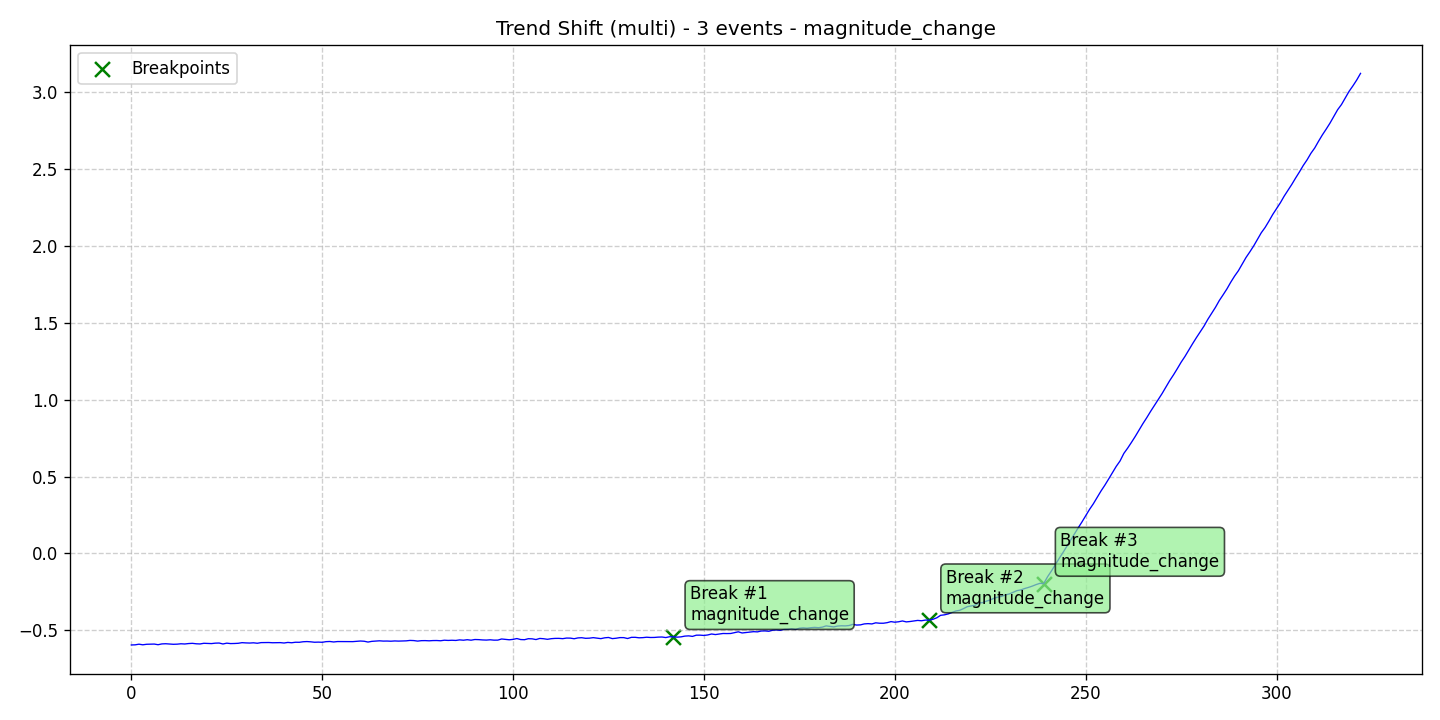 Trend Shift (multi) - 3 events - magnitude_change
Breakpoints
3.0
2.5
2.0
1.5
1.0
0.5
0.0
−0.5
Break #1
magnitude_change
Break #2
magnitude_change
Break #3
magnitude_change
0 50 100 150 200 250 300